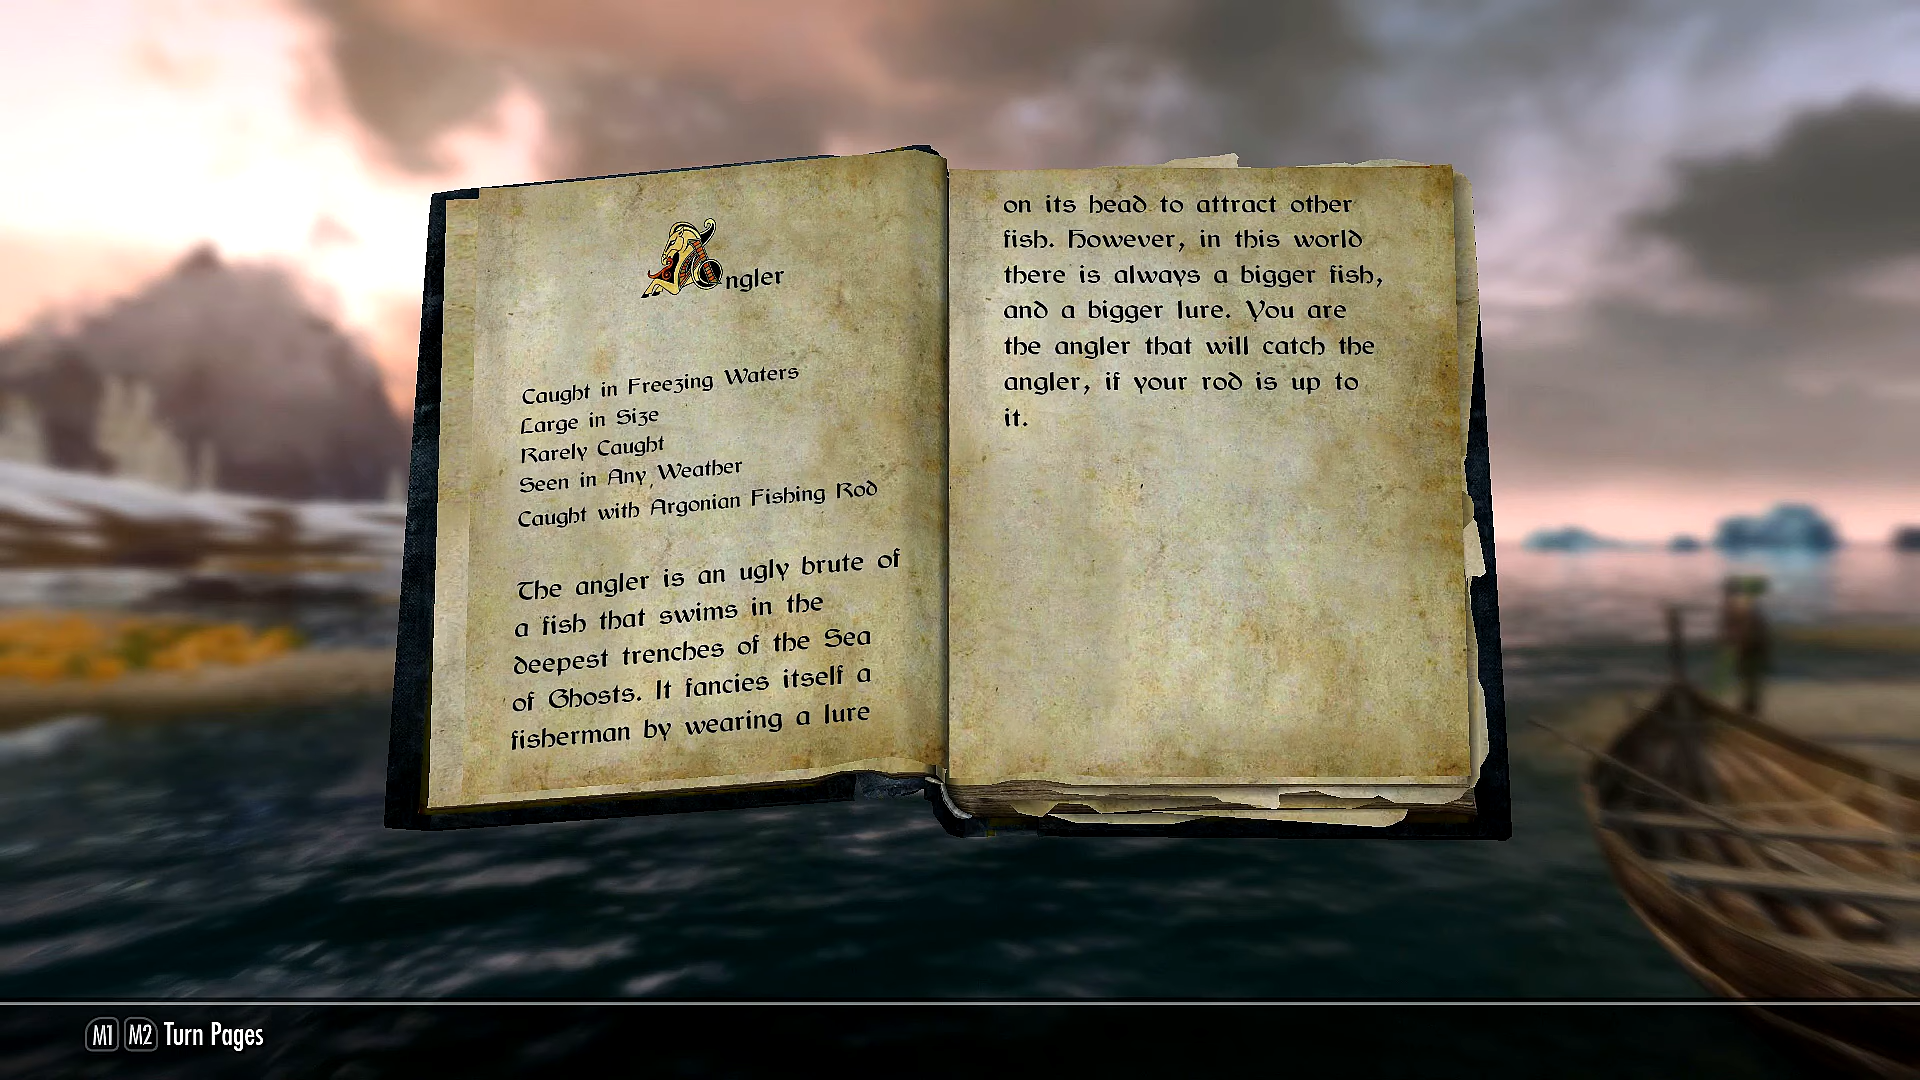 Angler
Caught in Freezing Waters
Large in Size
Rarely Caught
Seen in Any Weather
Caught with Argonian Fishing Rod
The angler is an ugly brute of
a fish that swims in the
deepest trenches of the Sea
of Ghosts. It fancies itself a
fisherman by wearing a lure
on its head to attract other
fish. However, in this world
there is always a bigger fish,
and a bigger lure. You are
the angler that will catch the
angler, if your rod is up to
it.
M1 M2 Turn Pages